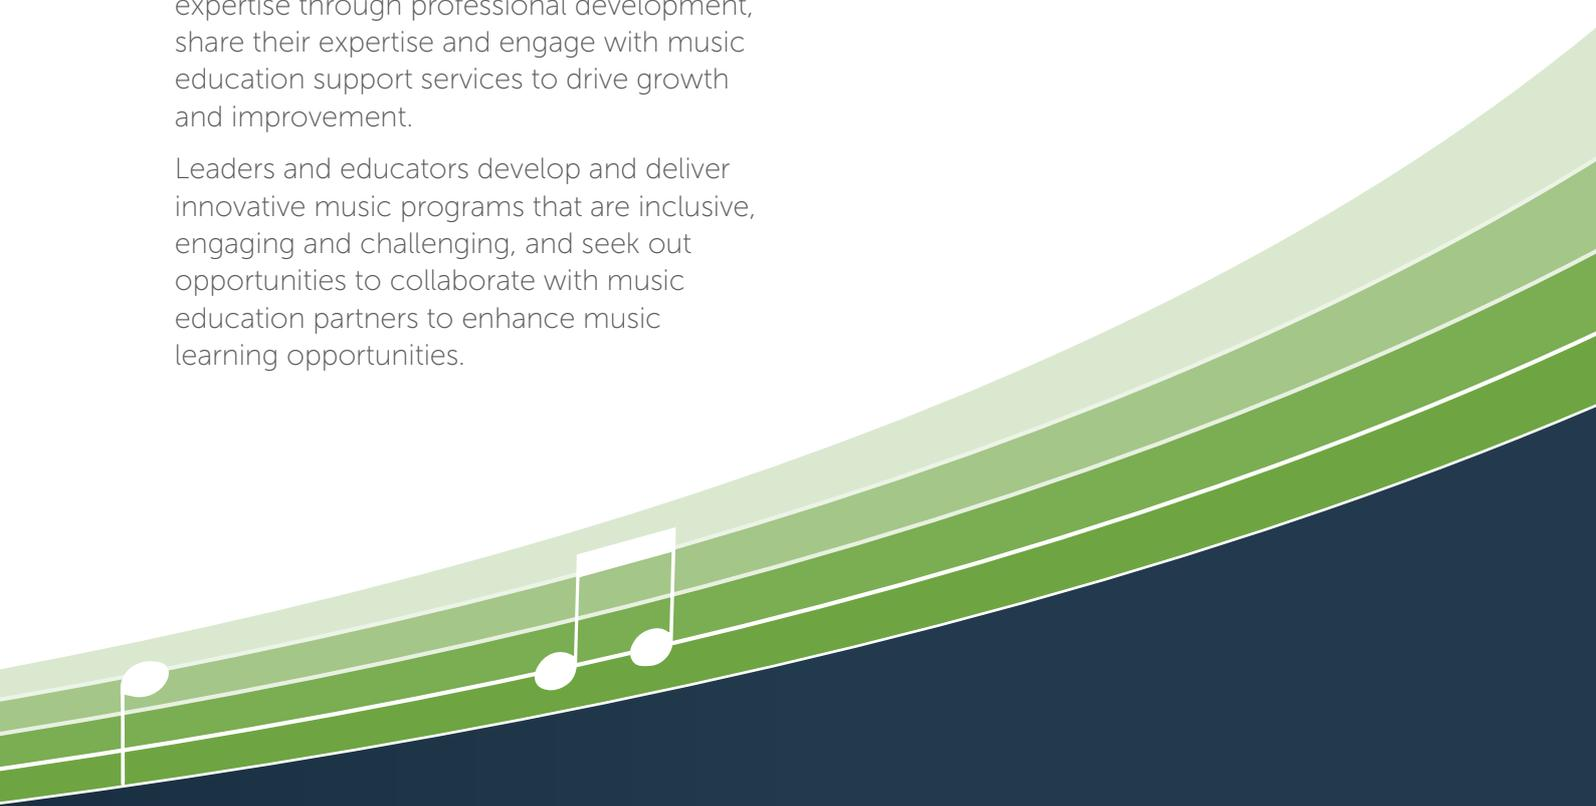 expertise through professional development,
share their expertise and engage with music
education support services to drive growth
and improvement.
Leaders and educators develop and deliver
innovative music programs that are inclusive,
engaging and challenging, and seek out
opportunities to collaborate with music
education partners to enhance music
learning opportunities.